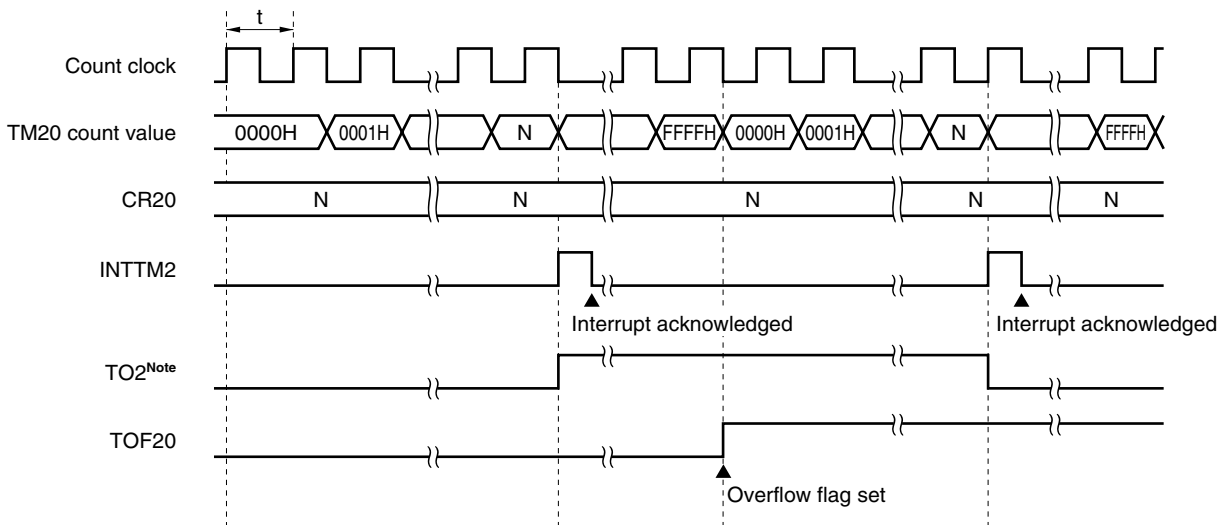 t
Count clock
TM20 count value 0000H 0001H N FFFFH 0000H 0001H N FFFFH
CR20 N N N N N
INTTM2
Interrupt acknowledged Interrupt acknowledged
TO2Note
TOF20
Overflow flag set